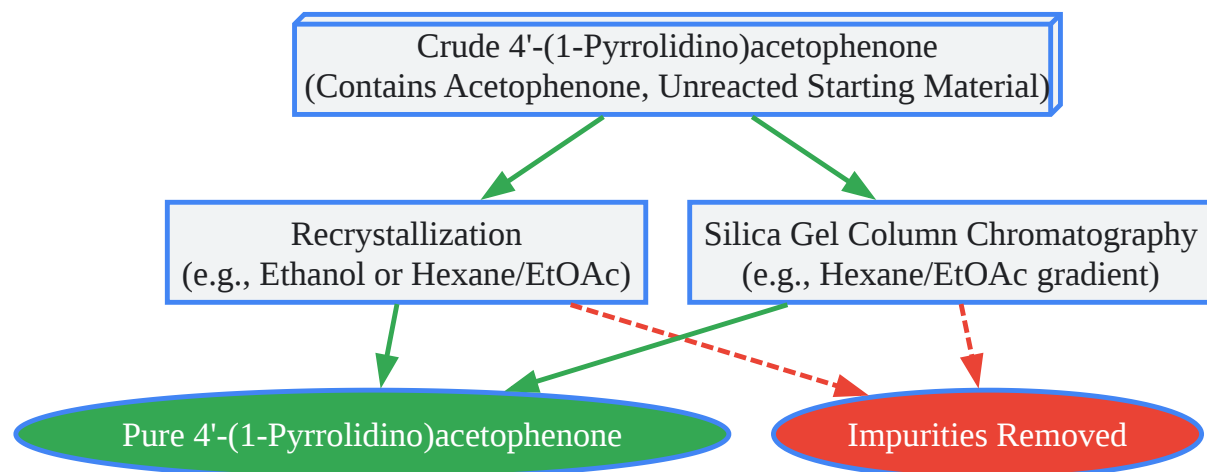 Crude 4'-(1-Pyrrolidino)acetophenone
(Contains Acetophenone, Unreacted Starting Material)
Recrystallization
(e.g., Ethanol or Hexane/EtOAc)
Silica Gel Column Chromatography
(e.g., Hexane/EtOAc gradient)
Pure 4'-(1-Pyrrolidino)acetophenone
Impurities Removed